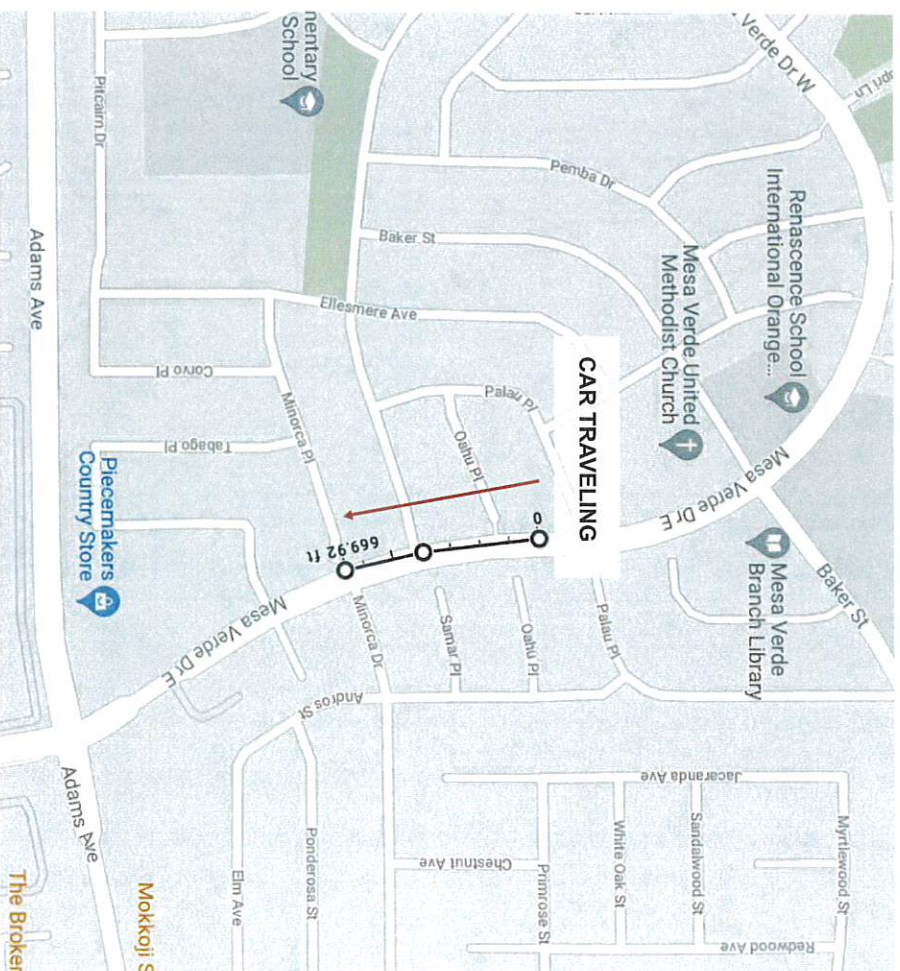 Verde Dr W
Renascence School
International Orange...
Pemba Dr
Mesa Verde United
Methodist Church
nentary
School
Pitcairn Dr
Baker St
Adams Ave
Ellesmere Ave
CAR TRAVELING
Corvo Pl
Palau Pl
Minorca Pl
Oahu Pl
Tabago Pl
Piecemakers
Country Store
0
669.92 ft
Mesa Verde Dr E
Mesa Verde
Branch Library
Baker St
Palau Pl
Oahu Pl
Samar Pl
Minorca Dr
Mesa Verde Dr E
Andros St
Adams Ave
Jacaranda Ave
Myrtlewood St
Sandalwood St
White Oak St
Primrose St
Chestnut Ave
Ponderosa St
Elm Ave
Redwood Ave
Mokkoji S
The Broker